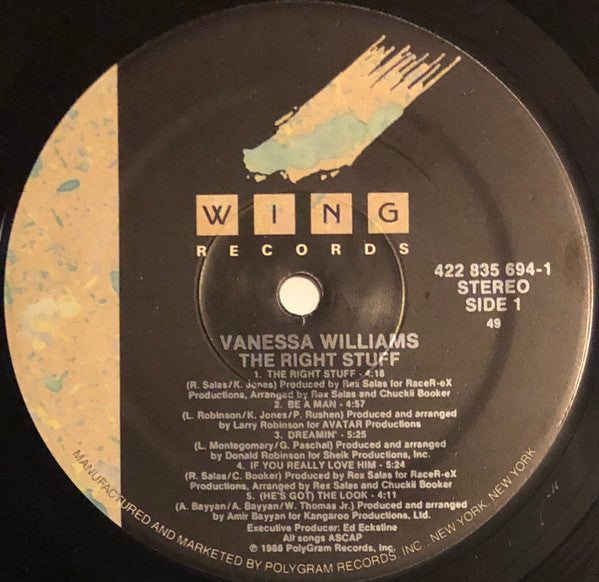 WING
RECORDS
422 835 694-1
STEREO
SIDE 1
49
VANESSA WILLIAMS
THE RIGHT STUFF
1. THE RIGHT STUFF - 4:18
(R. Salas/K. Jones) Produced by Rex Salas for RaceR-eX
Productions, Arranged by Rex Salas and Chuckii Booker
2. BE A MAN - 4:57
(L. Robinson/K. Jones/P. Rushen) Produced and arranged
by Larry Robinson for AVATAR Productions
3. DREAMIN' - 5:25
(L. Montegomary/G. Paschal) Produced and arranged by
Donald Robinson for Sheik Productions, Inc.
4. IF YOU REALLY LOVE HIM - 5:24
(R. Salas/C. Booker) Produced by Rex Salas for RaceR-eX
Productions, Arranged by Rex Salas and Chuckii Booker
5. (HE'S GOT) THE LOOK - 4:11
(A. Bayyan/A. Bayyan/W. Thomas Jr.) Produced and arranged by
Amir Bayyan for Kangaroo Productions, Ltd.
Executive Producer: Ed Eckstine
All songs ASCAP
℗ 1988 PolyGram Records, Inc.
MANUFACTURED AND MARKETED BY POLYGRAM RECORDS, INC., NEW YORK, NEW YORK